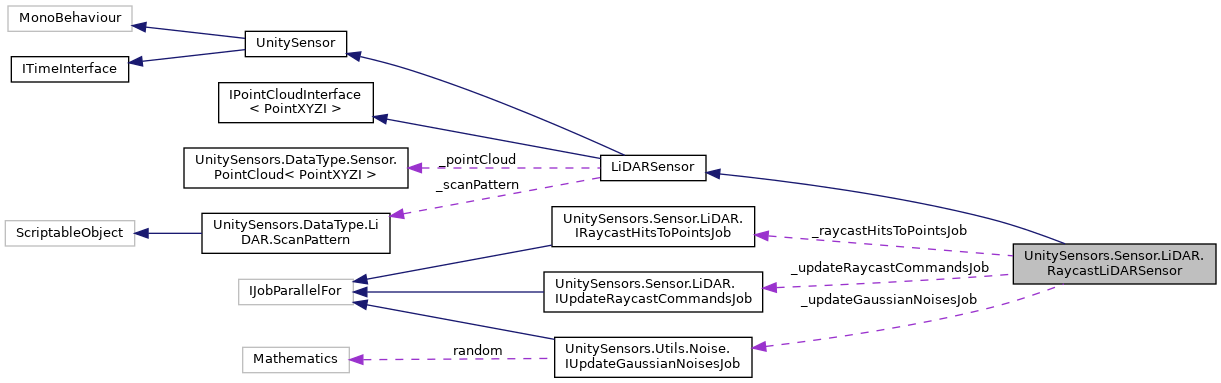 MonoBehaviour
UnitySensor
ITimeInterface
IPointCloudInterface
< PointXYZI >
UnitySensors.DataType.Sensor.
PointCloud< PointXYZI >
_pointCloud
LiDARSensor
_scanPattern
ScriptableObject
UnitySensors.DataType.Li
DAR.ScanPattern
UnitySensors.Sensor.LiDAR.
IRaycastHitsToPointsJob
_raycastHitsToPointsJob
UnitySensors.Sensor.LiDAR.
RaycastLiDARSensor
IJobParallelFor
UnitySensors.Sensor.LiDAR.
IUpdateRaycastCommandsJob
_updateRaycastCommandsJob
_updateGaussianNoisesJob
Mathematics
random
UnitySensors.Utils.Noise.
IUpdateGaussianNoisesJob